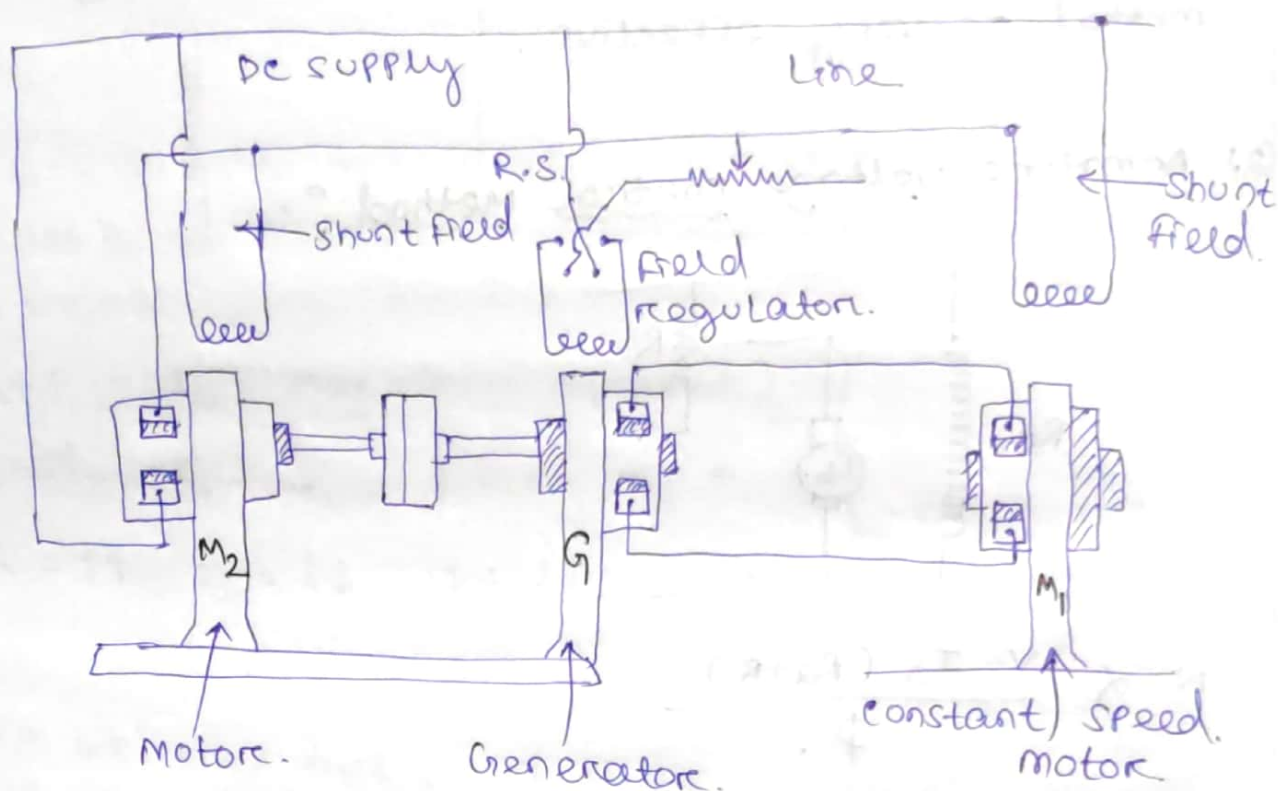 DC supply
Line
R.S.
shunt field
Field
regulator.
shunt
field.
M2
G
M1
Motor.
Generator.
constant speed.
motor